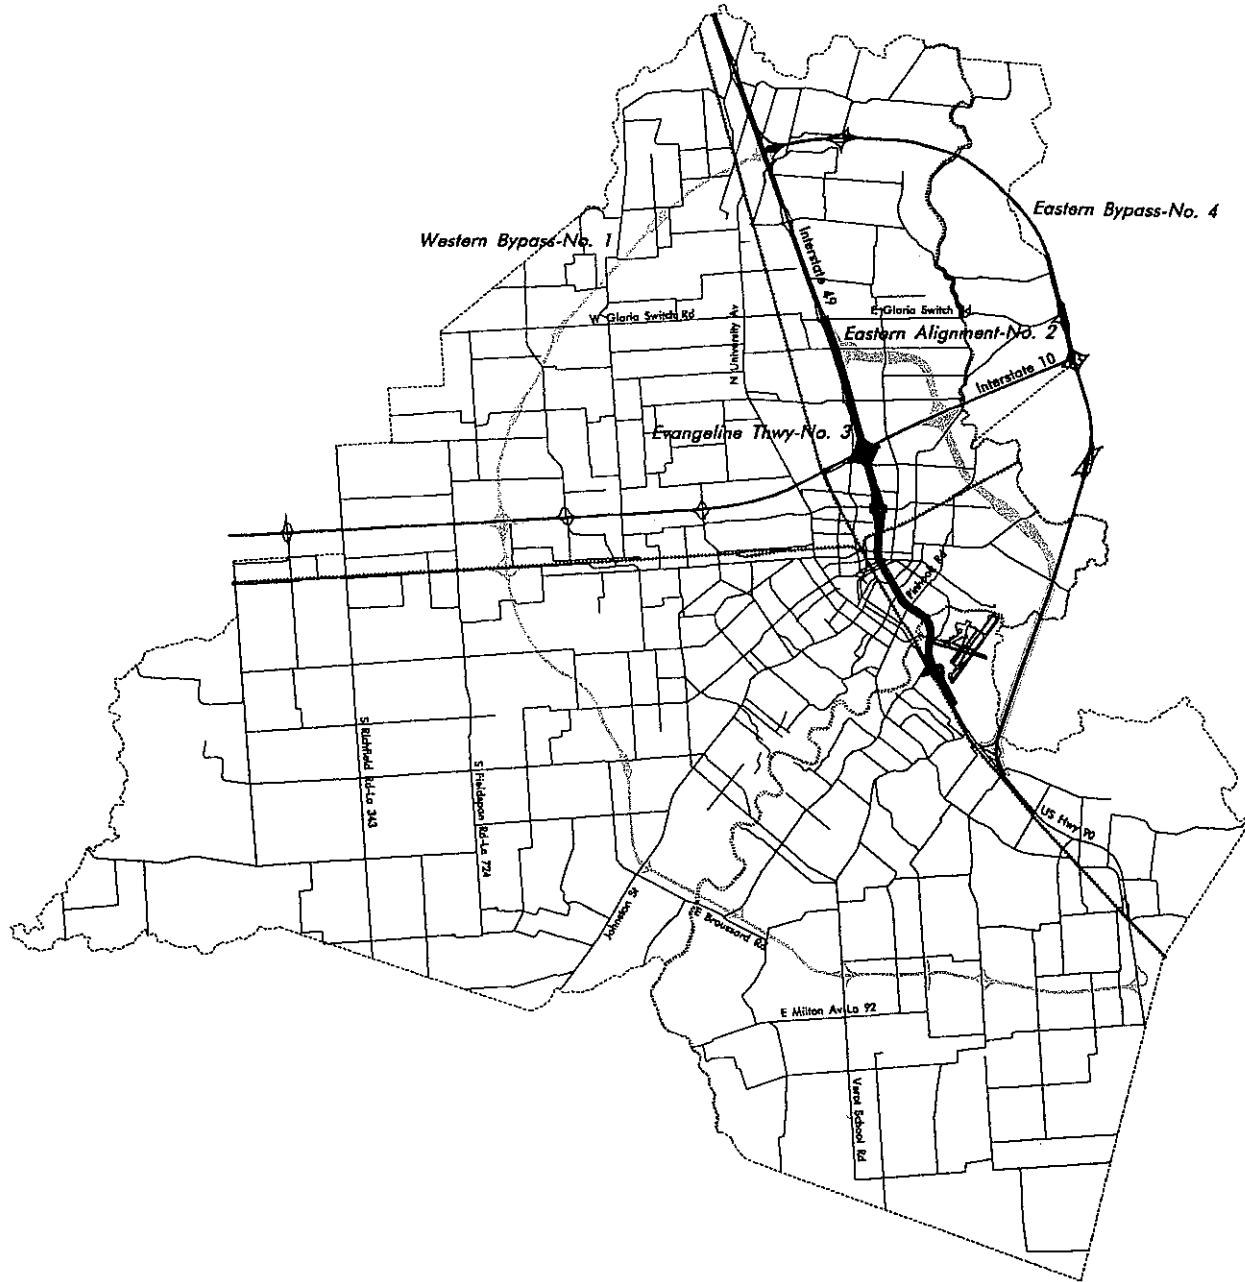 Eastern Bypass-No. 4
Western Bypass-No. 1
Interstate 49
W Gloria Switch Rd
N University Av
E Gloria Switch Rd
Eastern Alignment-No. 2
Interstate 10
Evangeline Thwy-No. 3
S Richfield Rd-La 343
S Fieldspan Rd-La 724
US Hwy 90
Johnston St
E Broussard Rd
E Milton Av-La 92
Verot School Rd